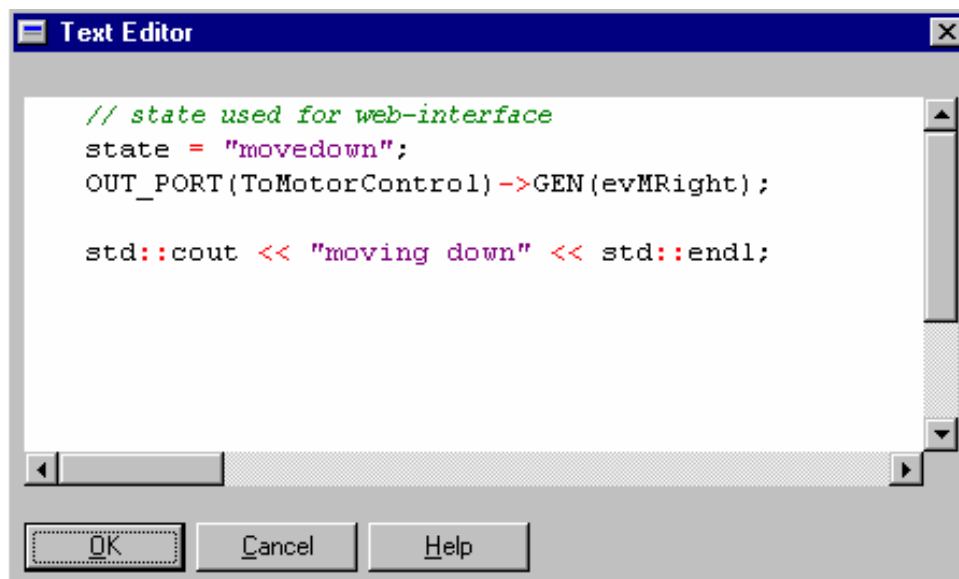 Text Editor
// state used for web-interface
state = "movedown";
OUT_PORT(ToMotorControl)->GEN(evMRight);
std::cout << "moving down" << std::endl;
OK Cancel Help